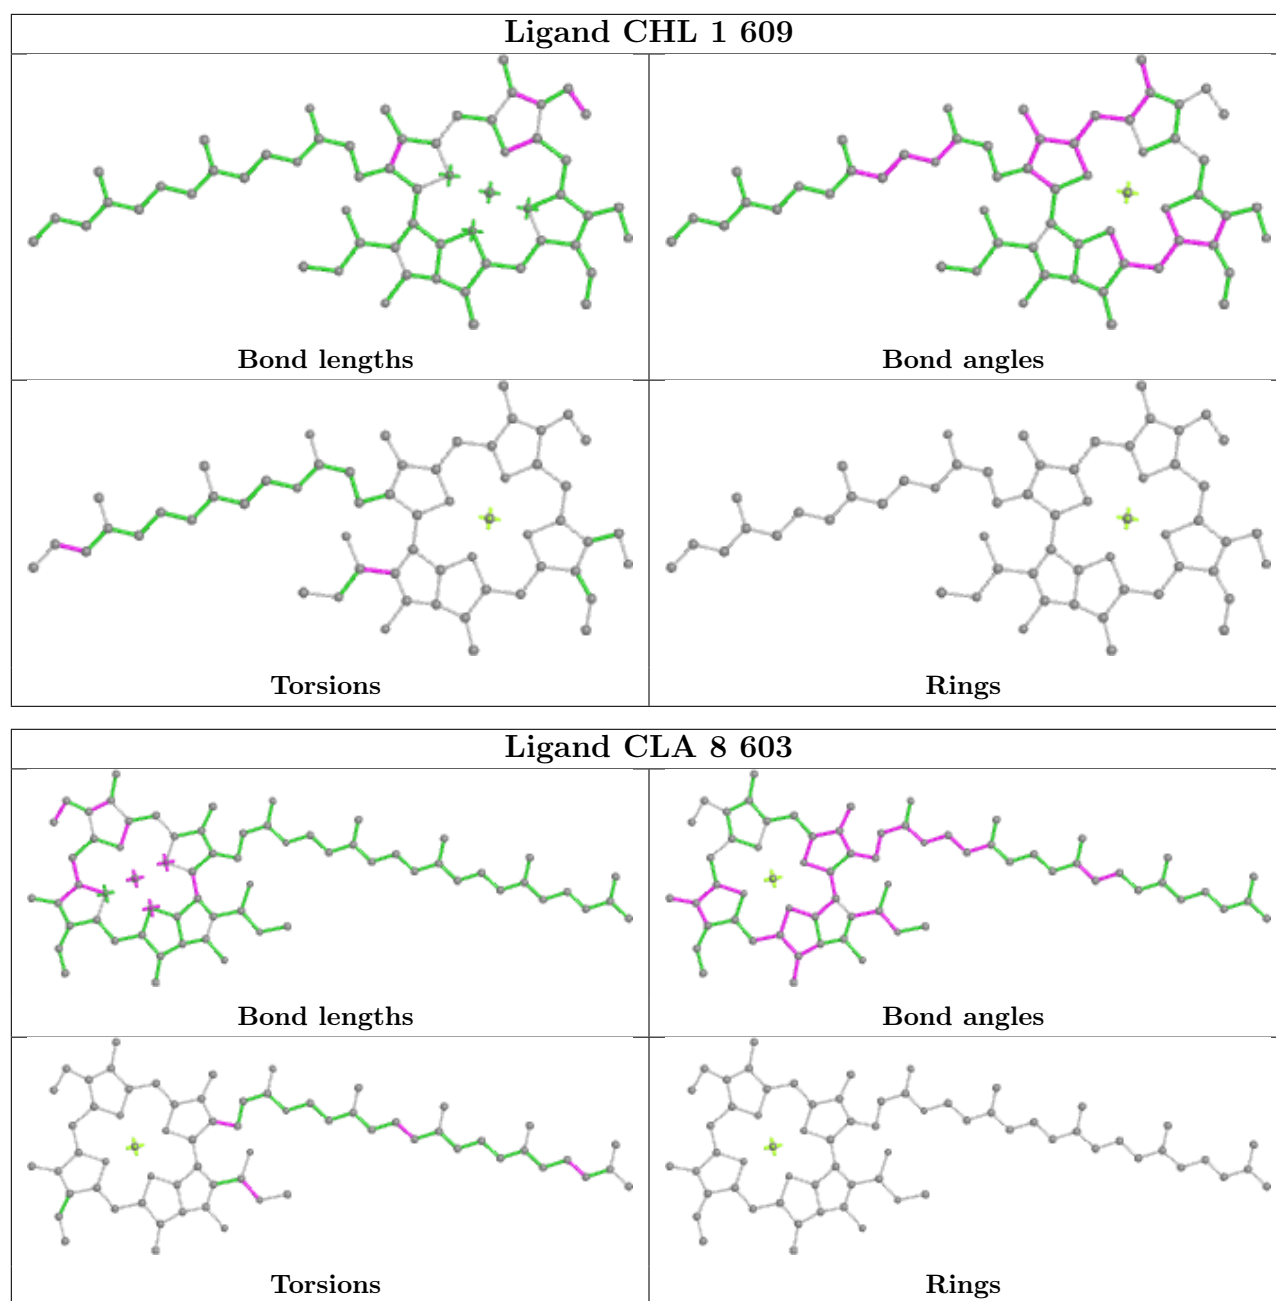 Ligand CHL 1 609
Bond lengths
Bond angles
Torsions
Rings
Ligand CLA 8 603
Bond lengths
Bond angles
Torsions
Rings